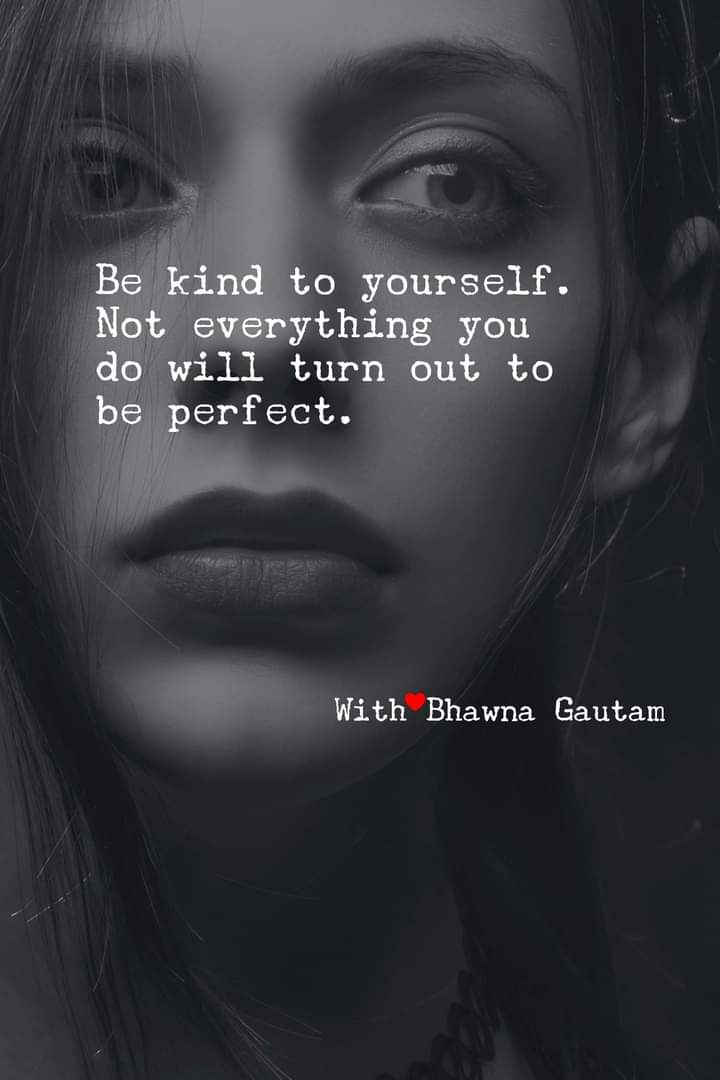 Be kind to yourself.
Not everything you
do will turn out to
be perfect.
With❤Bhawna Gautam